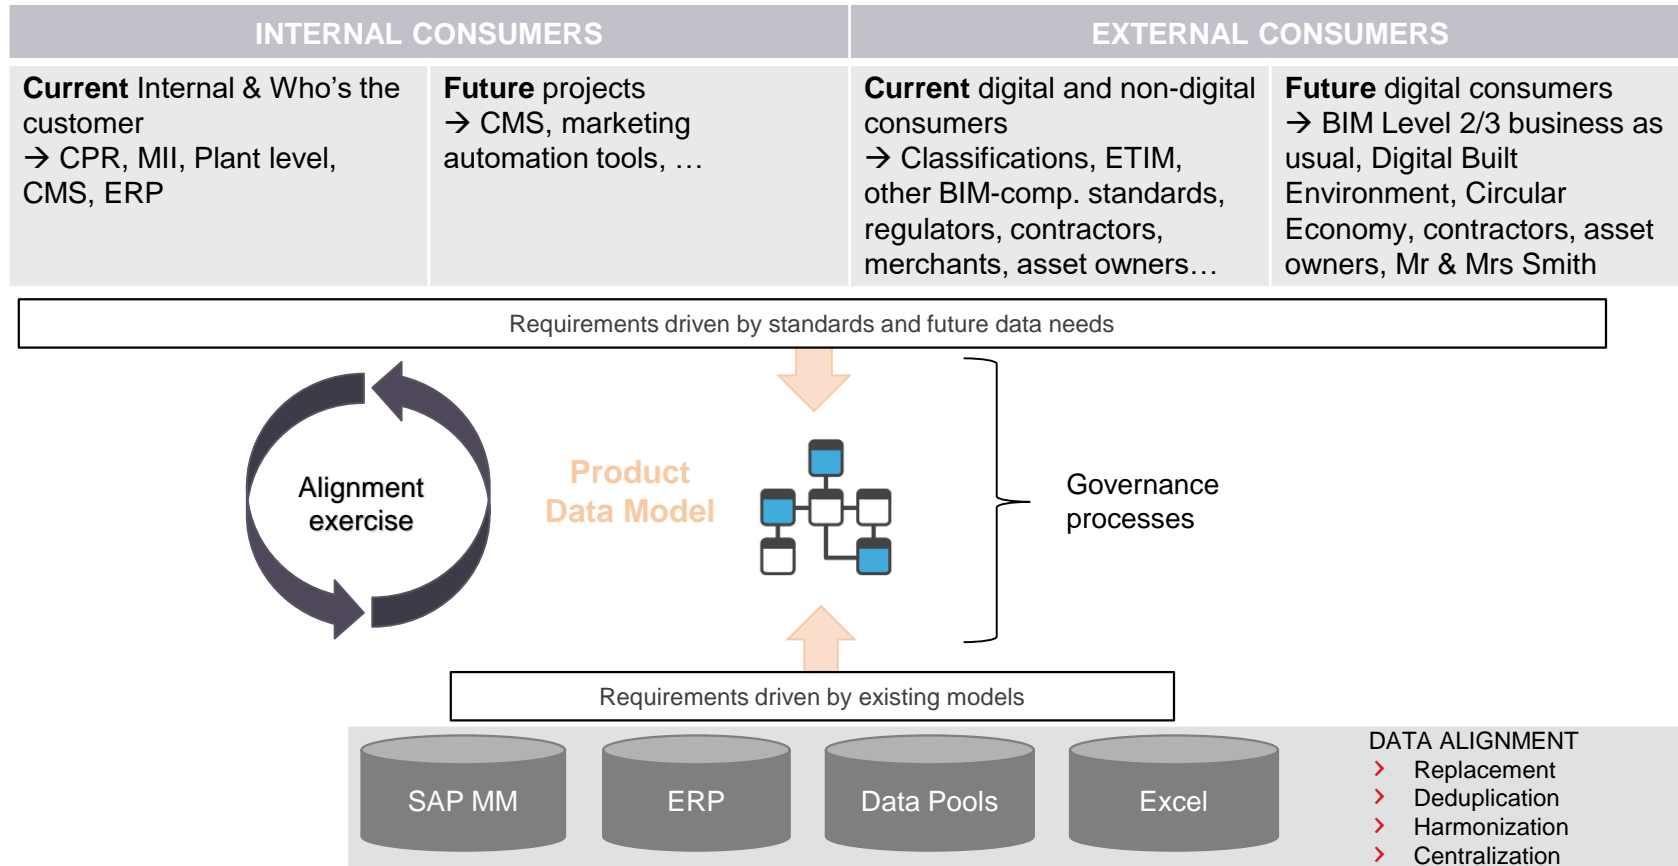 INTERNAL CONSUMERS
EXTERNAL CONSUMERS
Current Internal & Who's the
customer
→ CPR, MII, Plant level,
CMS, ERP
Future projects
→ CMS, marketing
automation tools, …
Current digital and non-digital
consumers
→ Classifications, ETIM,
other BIM-comp. standards,
regulators, contractors,
merchants, asset owners…
Future digital consumers
→ BIM Level 2/3 business as
usual, Digital Built
Environment, Circular
Economy, contractors, asset
owners, Mr & Mrs Smith
Requirements driven by standards and future data needs
Alignment
exercise
Product
Data Model
Governance
processes
Requirements driven by existing models
SAP MM
ERP
Data Pools
Excel
DATA ALIGNMENT
› Replacement
› Deduplication
› Harmonization
› Centralization